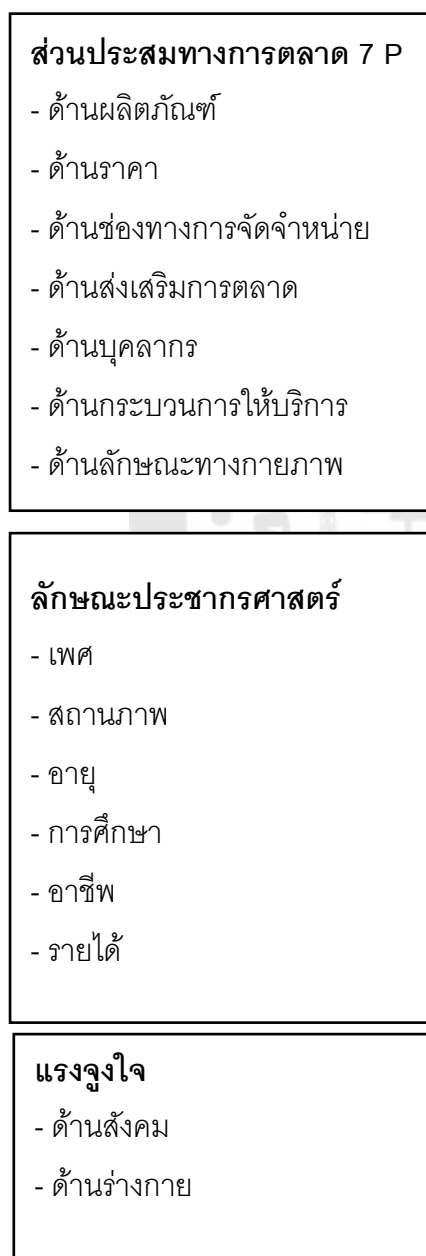 ส่วนประสมทางการตลาด 7 P
- ด้านผลิตภัณฑ์
- ด้านราคา
- ด้านช่องทางการจัดจำหน่าย
- ด้านส่งเสริมการตลาด
- ด้านบุคลากร
- ด้านกระบวนการให้บริการ
- ด้านลักษณะทางกายภาพ
ลักษณะประชากรศาสตร์
- เพศ
- สถานภาพ
- อายุ
- การศึกษา
- อาชีพ
- รายได้
แรงจูงใจ
- ด้านสังคม
- ด้านร่างกาย